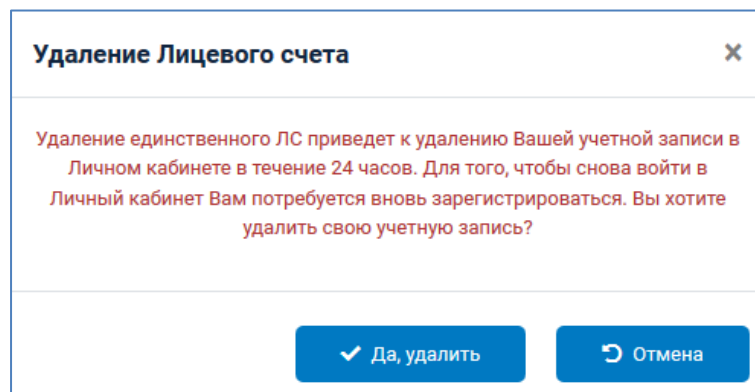 Удаление Лицевого счета
Удаление единственного ЛС приведет к удалению Вашей учетной записи в
Личном кабинете в течение 24 часов. Для того, чтобы снова войти в
Личный кабинет Вам потребуется вновь зарегистрироваться. Вы хотите
удалить свою учетную запись?
Да, удалить
Отмена